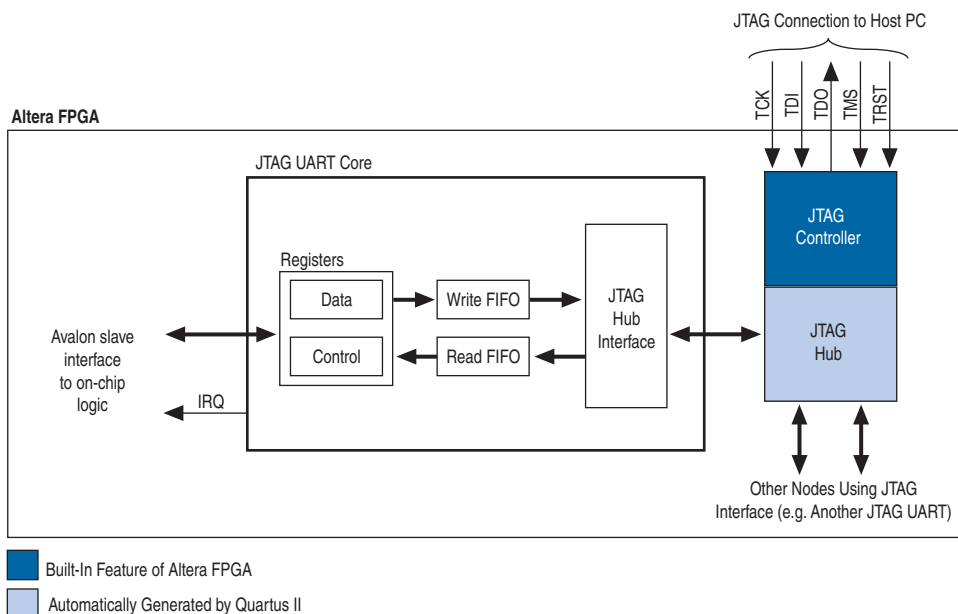 JTAG Connection to Host PC
TCK
TDI
TDO
TMS
TRST
Altera FPGA
JTAG UART Core
JTAG
Controller
Registers
Data
Write FIFO
JTAG
Hub
Interface
Control
Read FIFO
JTAG
Hub
Avalon slave
interface
to on-chip
logic
IRQ
Other Nodes Using JTAG
Interface (e.g. Another JTAG UART)
Built-In Feature of Altera FPGA
Automatically Generated by Quartus II